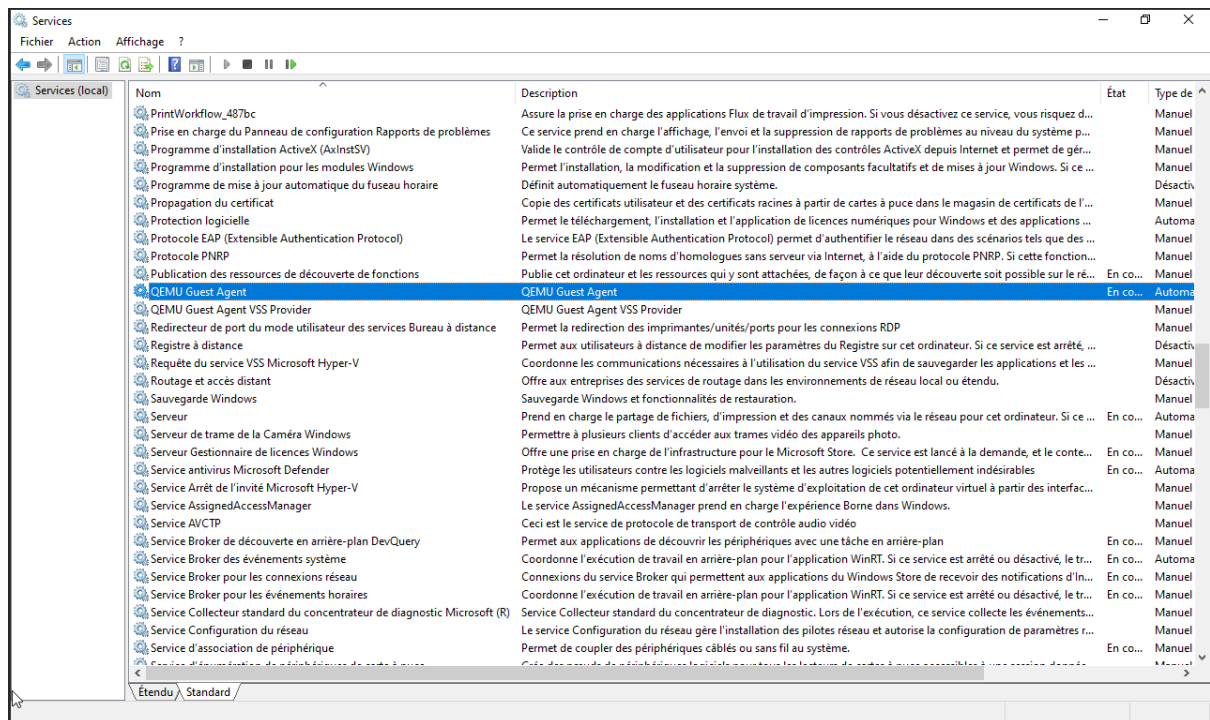 Services
Fichier Action Affichage ?
Services (local)
Nom Description État Type de
PrintWorkflow_487bc Assure la prise en charge des applications Flux de travail d'impression. Si vous désactivez ce service, vous risquez d... Manuel
Prise en charge du Panneau de configuration Rapports de problèmes Ce service prend en charge l'affichage, l'envoi et la suppression de rapports de problèmes au niveau du système p... Manuel
Programme d'installation ActiveX (AxInstSV) Valide le contrôle de compte d'utilisateur pour l'installation des contrôles ActiveX depuis Internet et permet de gér... Manuel
Programme d'installation pour les modules Windows Permet l'installation, la modification et la suppression de composants facultatifs et de mises à jour Windows. Si ce ... Manuel
Programme de mise à jour automatique du fuseau horaire Définit automatiquement le fuseau horaire système. Désactiv
Propagation du certificat Copie des certificats utilisateur et des certificats racines à partir de cartes à puce dans le magasin de certificats de l'... Manuel
Protection logicielle Permet le téléchargement, l'installation et l'application de licences numériques pour Windows et des applications ... Automa
Protocole EAP (Extensible Authentication Protocol) Le service EAP (Extensible Authentication Protocol) permet d'authentifier le réseau dans des scénarios tels que des ... Manuel
Protocole PNRP Permet la résolution de noms d'homologues sans serveur via Internet, à l'aide du protocole PNRP. Si cette fonction... Manuel
Publication des ressources de découverte de fonctions Publie cet ordinateur et les ressources qui y sont attachées, de façon à ce que leur découverte soit possible sur le ré... En co... Manuel
QEMU Guest Agent QEMU Guest Agent En co... Automa
QEMU Guest Agent VSS Provider QEMU Guest Agent VSS Provider Manuel
Redirecteur de port du mode utilisateur des services Bureau à distance Permet la redirection des imprimantes/unités/ports pour les connexions RDP Manuel
Registre à distance Permet aux utilisateurs à distance de modifier les paramètres du Registre sur cet ordinateur. Si ce service est arrêté, ... Désactiv
Requête du service VSS Microsoft Hyper-V Coordonne les communications nécessaires à l'utilisation du service VSS afin de sauvegarder les applications et les ... Manuel
Routage et accès distant Offre aux entreprises des services de routage dans les environnements de réseau local ou étendu. Désactiv
Sauvegarde Windows Sauvegarde Windows et fonctionnalités de restauration. Manuel
Serveur Prend en charge le partage de fichiers, d'impression et des canaux nommés via le réseau pour cet ordinateur. Si ce ... En co... Automa
Serveur de trame de la Caméra Windows Permettre à plusieurs clients d'accéder aux trames vidéo des appareils photo. Manuel
Serveur Gestionnaire de licences Windows Offre une prise en charge de l'infrastructure pour le Microsoft Store. Ce service est lancé à la demande, et le conte... En co... Manuel
Service antivirus Microsoft Defender Protège les utilisateurs contre les logiciels malveillants et les autres logiciels potentiellement indésirables En co... Automa
Service Arrêt de l'invité Microsoft Hyper-V Propose un mécanisme permettant d'arrêter le système d'exploitation de cet ordinateur virtuel à partir des interfac... Manuel
Service AssignedAccessManager Le service AssignedAccessManager prend en charge l'expérience Borne dans Windows. Manuel
Service AVCTP Ceci est le service de protocole de transport de contrôle audio vidéo Manuel
Service Broker de découverte en arrière-plan DevQuery Permet aux applications de découvrir les périphériques avec une tâche en arrière-plan En co... Manuel
Service Broker des événements système Coordonne l'exécution de travail en arrière-plan pour l'application WinRT. Si ce service est arrêté ou désactivé, le tr... En co... Automa
Service Broker pour les connexions réseau Connexions du service Broker qui permettent aux applications du Windows Store de recevoir des notifications d'In... En co... Manuel
Service Broker pour les événements horaires Coordonne l'exécution de travail en arrière-plan pour l'application WinRT. Si ce service est arrêté ou désactivé, le tr... En co... Manuel
Service Collecteur standard du concentrateur de diagnostic Microsoft (R) Service Collecteur standard du concentrateur de diagnostic. Lors de l'exécution, ce service collecte les événements... Manuel
Service Configuration du réseau Le service Configuration du réseau gère l'installation des pilotes réseau et autorise la configuration de paramètres r... Manuel
Service d'association de périphérique Permet de coupler des périphériques câblés ou sans fil au système. En co... Manuel
Étendu Standard